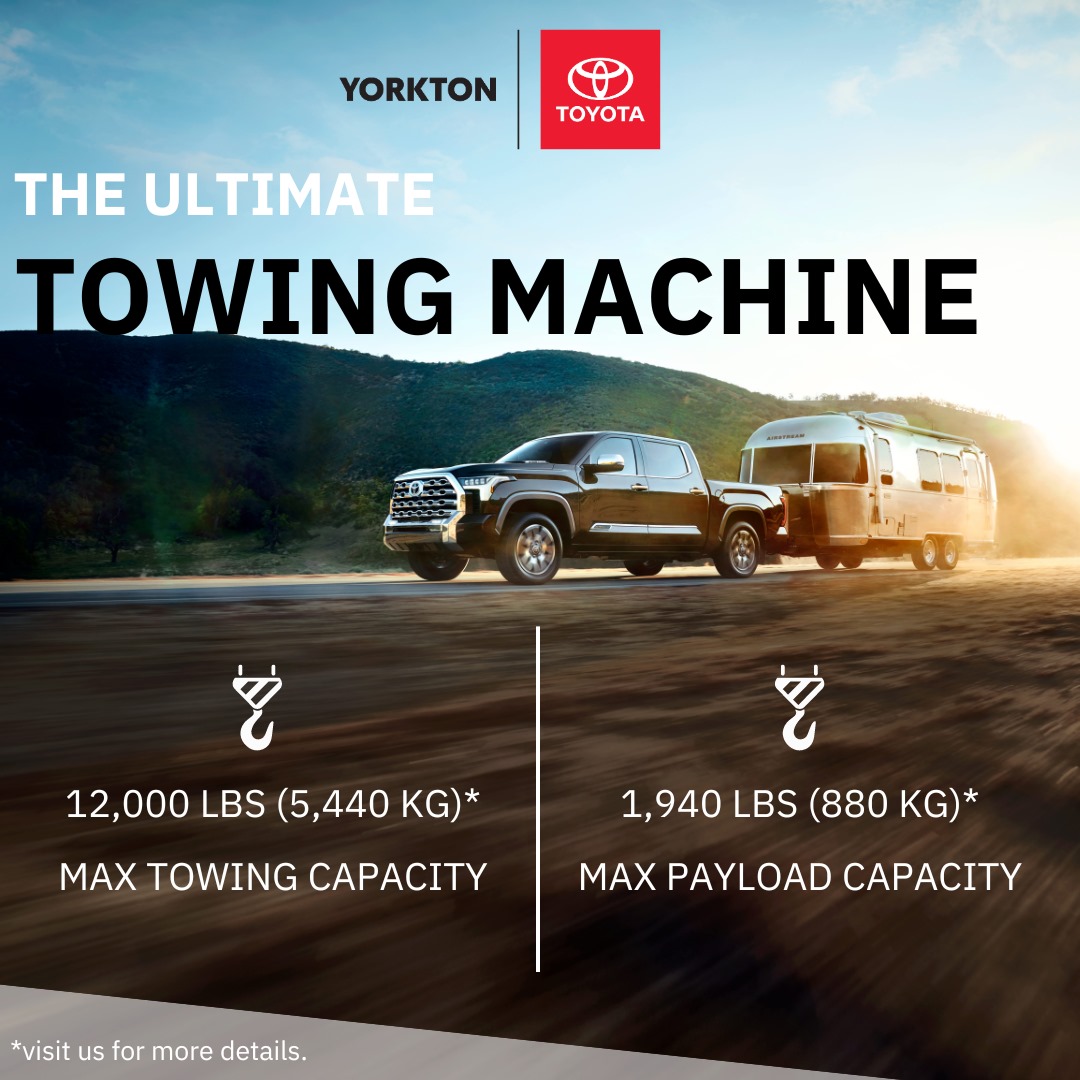 YORKTON
TOYOTA
THE ULTIMATE
TOWING MACHINE
AIRSTREAM
12,000 LBS (5,440 KG)*
MAX TOWING CAPACITY
1,940 LBS (880 KG)*
MAX PAYLOAD CAPACITY
*visit us for more details.